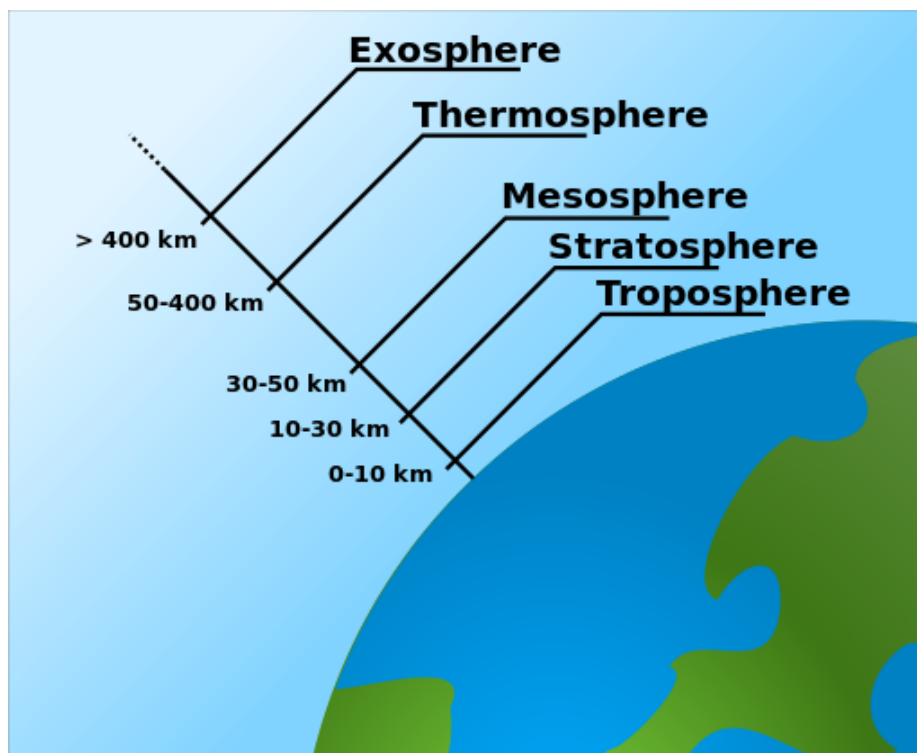 Exosphere
Thermosphere
Mesosphere
Stratosphere
Troposphere
> 400 km
50-400 km
30-50 km
10-30 km
0-10 km